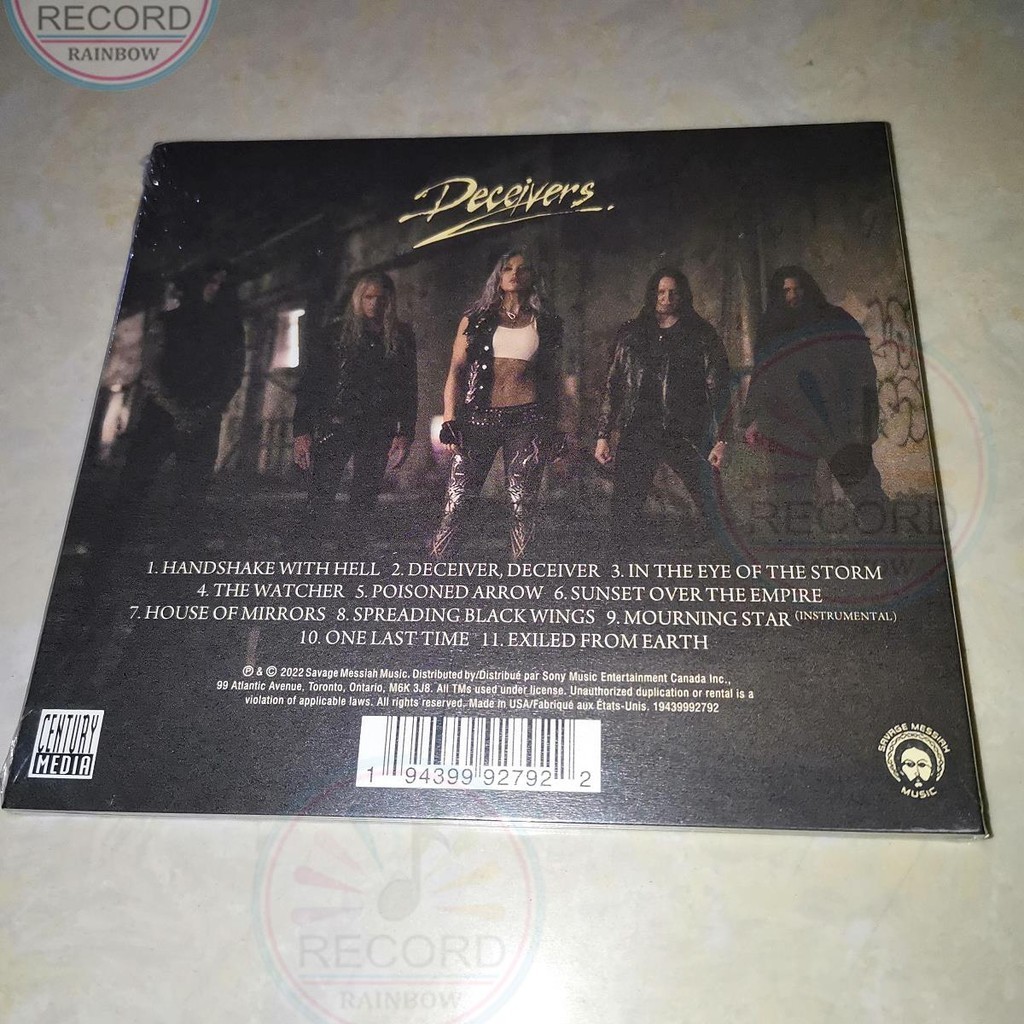 RECORD
RAINBOW
Deceivers
1. HANDSHAKE WITH HELL 2. DECEIVER, DECEIVER 3. IN THE EYE OF THE STORM
4. THE WATCHER 5. POISONED ARROW 6. SUNSET OVER THE EMPIRE
7. HOUSE OF MIRRORS 8. SPREADING BLACK WINGS 9. MOURNING STAR (INSTRUMENTAL)
10. ONE LAST TIME 11. EXILED FROM EARTH
℗ & © 2022 Savage Messiah Music. Distributed by/Distribué par Sony Music Entertainment Canada Inc.,
99 Atlantic Avenue, Toronto, Ontario, M6K 3J8. All TMs used under license. Unauthorized duplication or rental is a
violation of applicable laws. All rights reserved. Made in USA/Fabriqué aux États-Unis. 19439992792
CENTURY
MEDIA
1 94399 92792 2
SAVAGE MESSIAH
MUSIC
RECORD
RECORD
RAINBOW